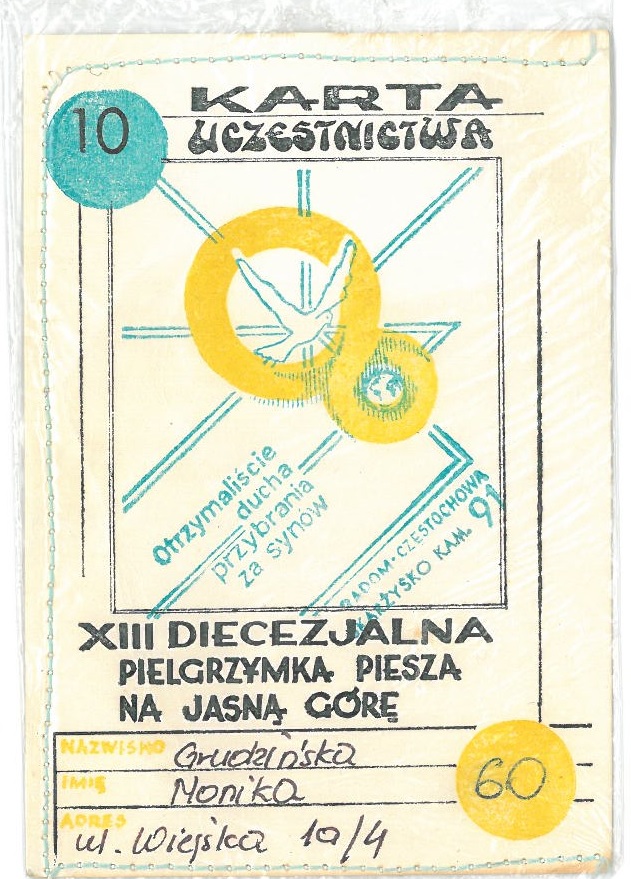 10
KARTA
UCZESTNICTWA
Otrzymaliście
ducha
przybrania
za synów
RADOM-CZĘSTOCHOWA
SKARŻYSKO KAM. 91
XIII DIECEZJALNA
PIELGRZYMKA PIESZA
NA JASNĄ GÓRĘ
NAZWISKO Grudzińska
IMIĘ Monika
ADRES ul. Wiejska 1a/4
60